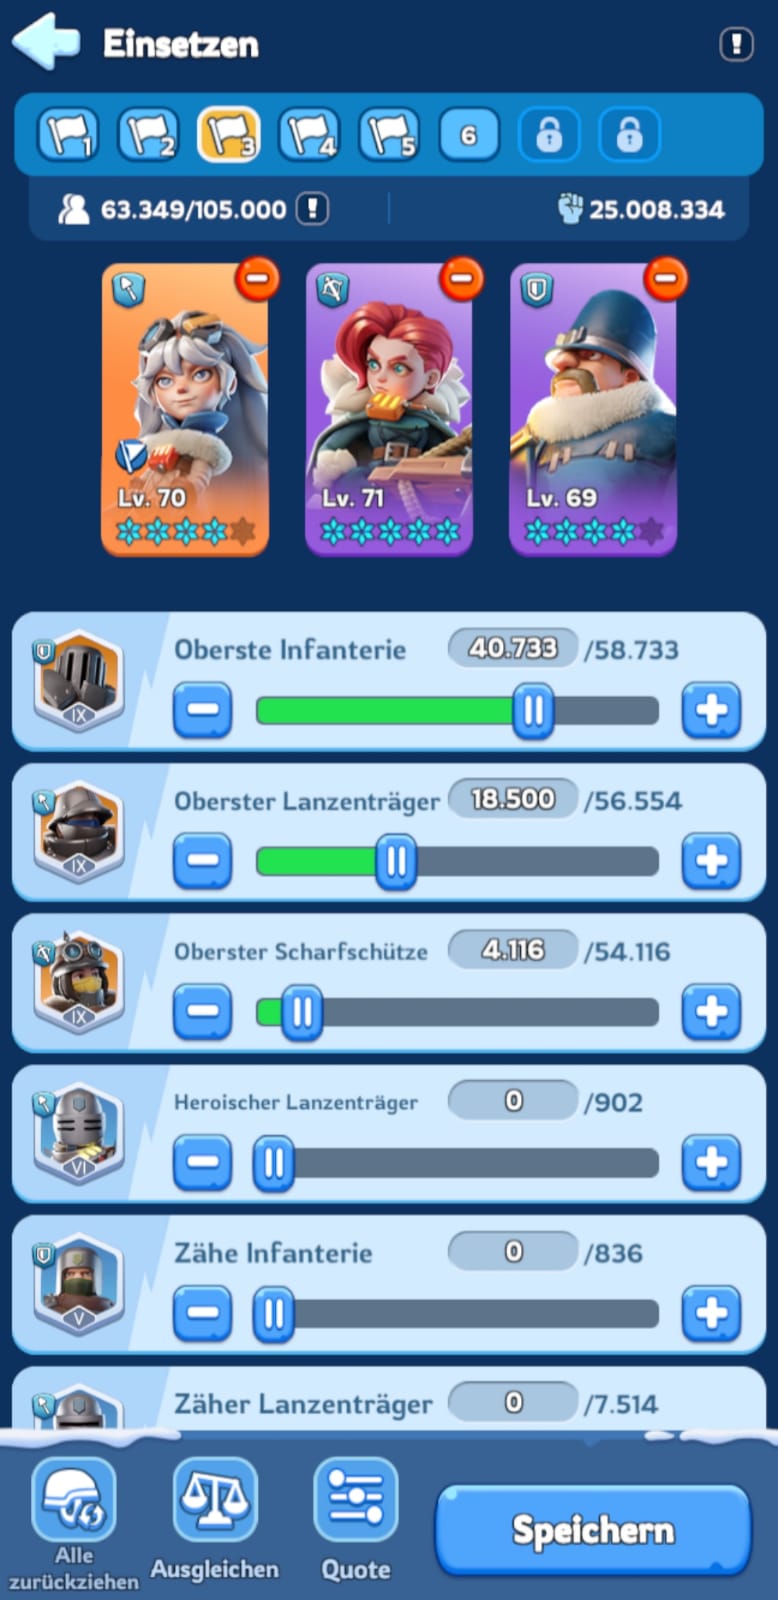 Einsetzen
1 2 3 4 5 6
63.349/105.000 25.008.334
Lv. 70 Lv. 71 Lv. 69
Oberste Infanterie 40.733 /58.733
IX
Oberster Lanzenträger 18.500 /56.554
IX
Oberster Scharfschütze 4.116 /54.116
IX
Heroischer Lanzenträger 0 /902
VI
Zähe Infanterie 0 /836
V
Zäher Lanzenträger 0 /7.514
Speichern
Alle
zurückziehen Ausgleichen Quote